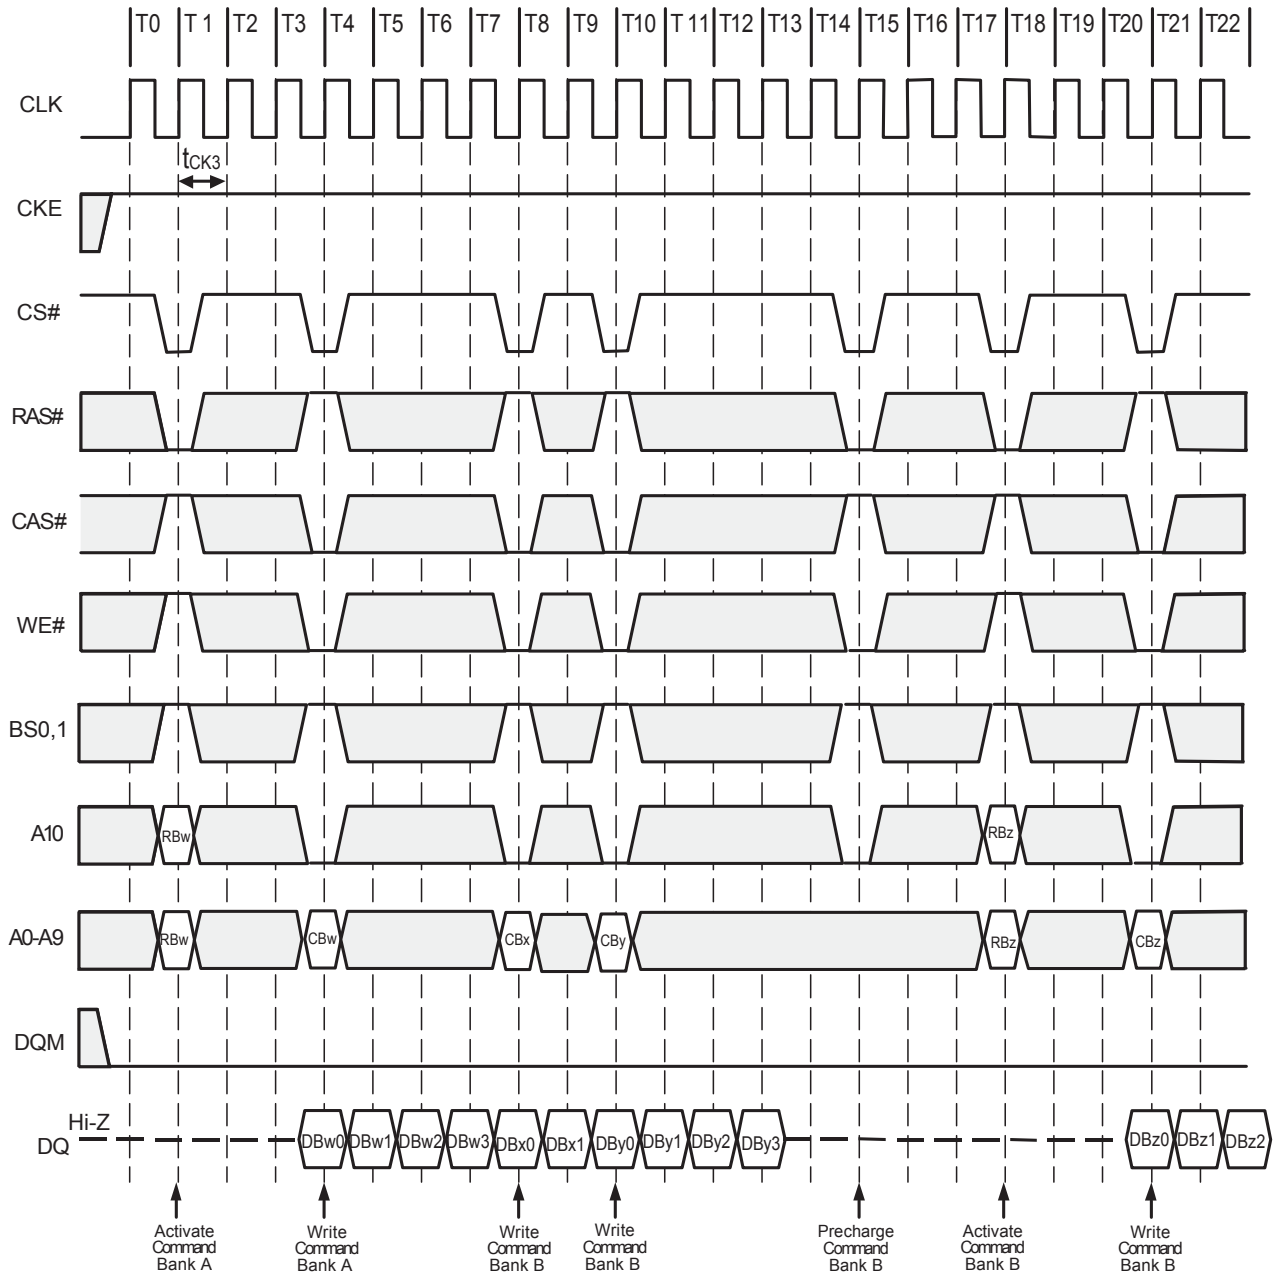 T0 T 1 T2 T3 T4 T5 T6 T7 T8 T9 T10 T 11 T12 T13 T14 T15 T16 T17 T18 T19 T20 T21 T22
CLK
tCK3
CKE
CS#
RAS#
CAS#
WE#
BS0,1
A10
RBw RBz
A0-A9
RBw CBw CBx CBy RBz CBz
DQM
Hi-Z
DQ
DBw0 DBw1 DBw2 DBw3 DBx0 DBx1 DBy0 DBy1 DBy2 DBy3 DBz0 DBz1 DBz2
Activate
Command
Bank A
Write
Command
Bank A
Write
Command
Bank B
Write
Command
Bank B
Precharge
Command
Bank B
Activate
Command
Bank B
Write
Command
Bank B